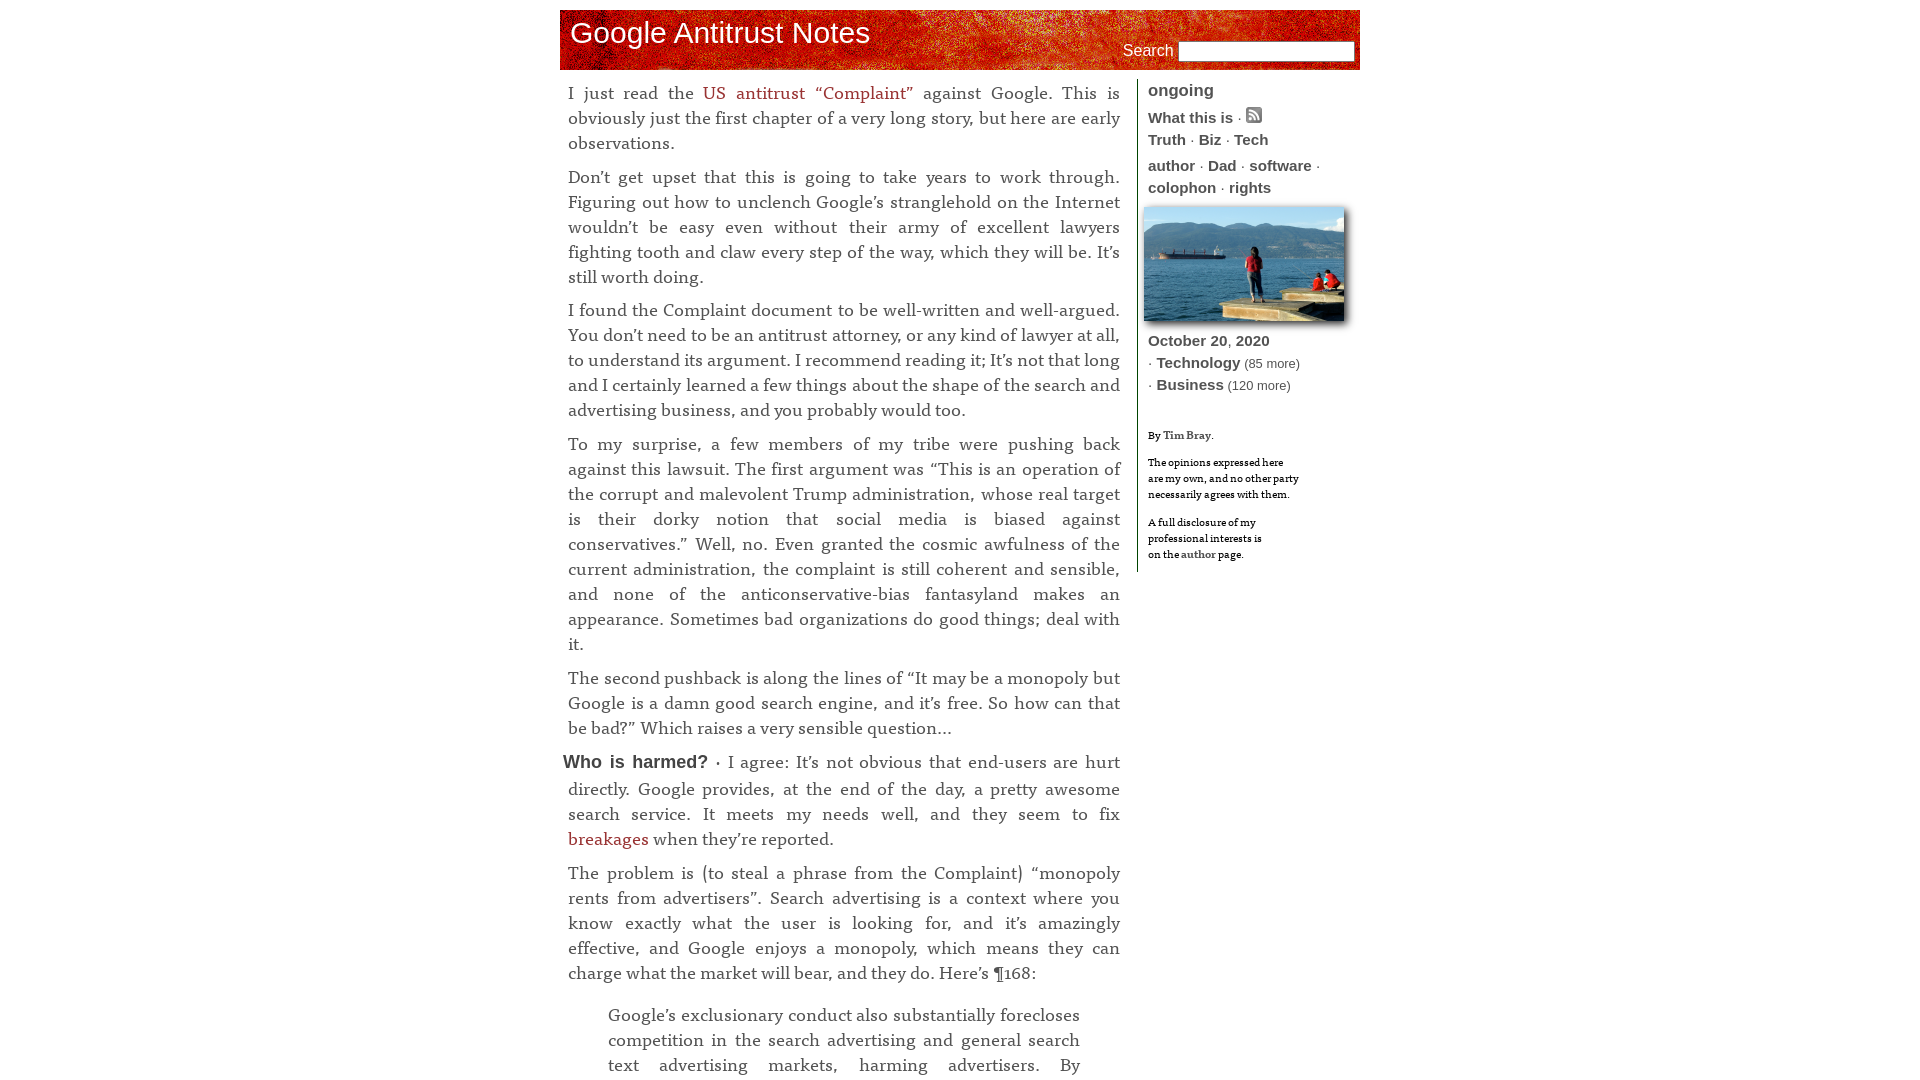 Google Antitrust Notes
Search
I just read the US antitrust “Complaint” against Google. This is
obviously just the first chapter of a very long story, but here are early
observations.
Don’t get upset that this is going to take years to work through.
Figuring out how to unclench Google’s stranglehold on the Internet
wouldn’t be easy even without their army of excellent lawyers
fighting tooth and claw every step of the way, which they will be. It’s
still worth doing.
I found the Complaint document to be well-written and well-argued.
You don’t need to be an antitrust attorney, or any kind of lawyer at all,
to understand its argument. I recommend reading it; It’s not that long
and I certainly learned a few things about the shape of the search and
advertising business, and you probably would too.
To my surprise, a few members of my tribe were pushing back
against this lawsuit. The first argument was “This is an operation of
the corrupt and malevolent Trump administration, whose real target
is their dorky notion that social media is biased against
conservatives.” Well, no. Even granted the cosmic awfulness of the
current administration, the complaint is still coherent and sensible,
and none of the anticonservative-bias fantasyland makes an
appearance. Sometimes bad organizations do good things; deal with
it.
The second pushback is along the lines of “It may be a monopoly but
Google is a damn good search engine, and it’s free. So how can that
be bad?” Which raises a very sensible question…
Who is harmed? · I agree: It’s not obvious that end-users are hurt
directly. Google provides, at the end of the day, a pretty awesome
search service. It meets my needs well, and they seem to fix
breakages when they’re reported.
The problem is (to steal a phrase from the Complaint) “monopoly
rents from advertisers”. Search advertising is a context where you
know exactly what the user is looking for, and it’s amazingly
effective, and Google enjoys a monopoly, which means they can
charge what the market will bear, and they do. Here’s ¶168:
Google’s exclusionary conduct also substantially forecloses
competition in the search advertising and general search
text advertising markets, harming advertisers. By
ongoing
What this is ·
Truth · Biz · Tech
author · Dad · software ·
colophon · rights
October 20, 2020
· Technology (85 more)
· Business (120 more)
By Tim Bray.
The opinions expressed here
are my own, and no other party
necessarily agrees with them.
A full disclosure of my
professional interests is
on the author page.